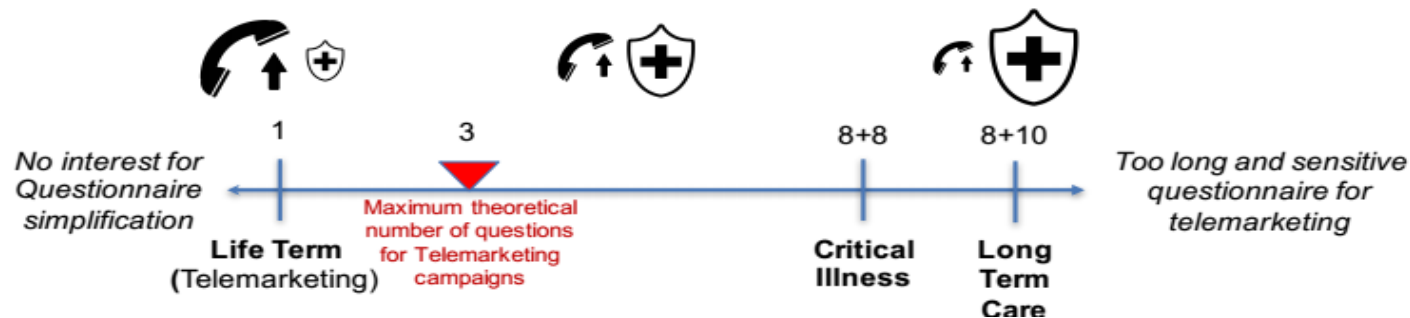 1
3
8+8
8+10
No interest for
Questionnaire
simplification
Maximum theoretical
number of questions
for Telemarketing
campaigns
Life Term
(Telemarketing)
Critical
Illness
Long
Term
Care
Too long and sensitive
questionnaire for
telemarketing